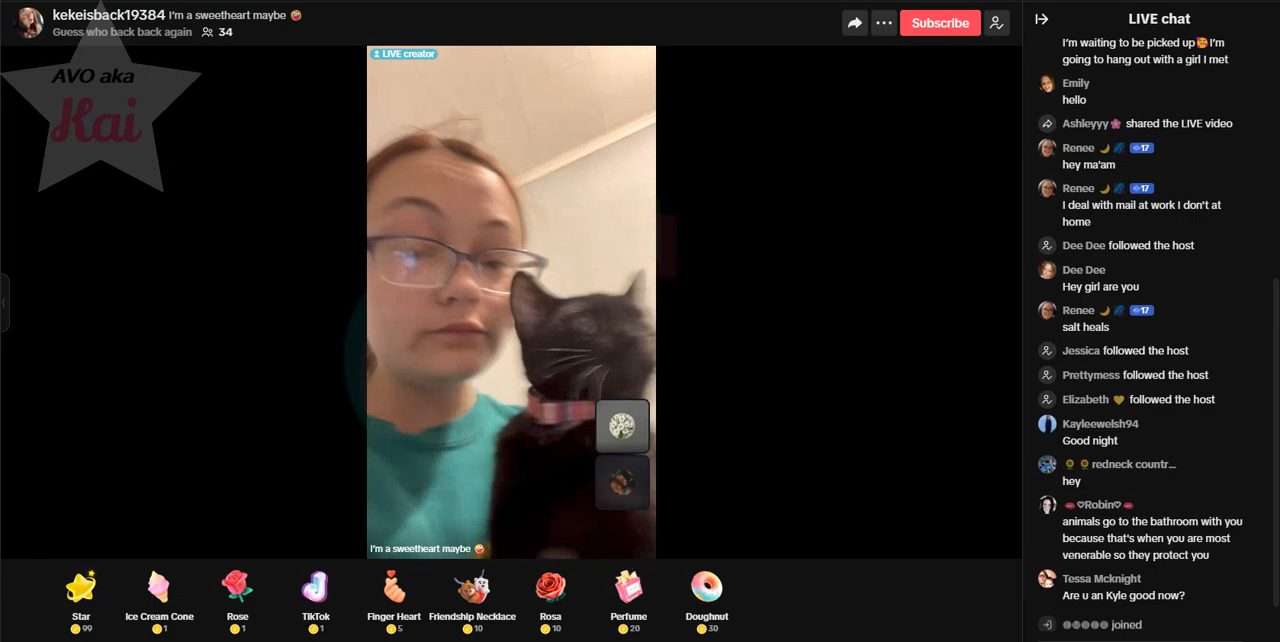 kekeisback19384 I'm a sweetheart maybe 🤪
Guess who back back again 34
Subscribe
AVO aka
Kai
LIVE creator
I'm a sweetheart maybe 🤪
Star
99
Ice Cream Cone
1
Rose
1
TikTok
1
Finger Heart
5
Friendship Necklace
10
Rosa
10
Perfume
20
Doughnut
30
LIVE chat
I'm waiting to be picked up🥰I'm
going to hang out with a girl I met
Emily
hello
Ashleyyy🌸 shared the LIVE video
Renee 🌙 17
hey ma'am
Renee 🌙 17
I deal with mail at work I don't at
home
Dee Dee followed the host
Dee Dee
Hey girl are you
Renee 🌙 17
salt heals
Jessica followed the host
Prettymess followed the host
Elizabeth 💛 followed the host
Kayleewelsh94
Good night
🌻🌻redneck countr...
hey
👄♡Robin♡👄
animals go to the bathroom with you
because that's when you are most
venerable so they protect you
Tessa Mcknight
Are u an Kyle good now?
joined